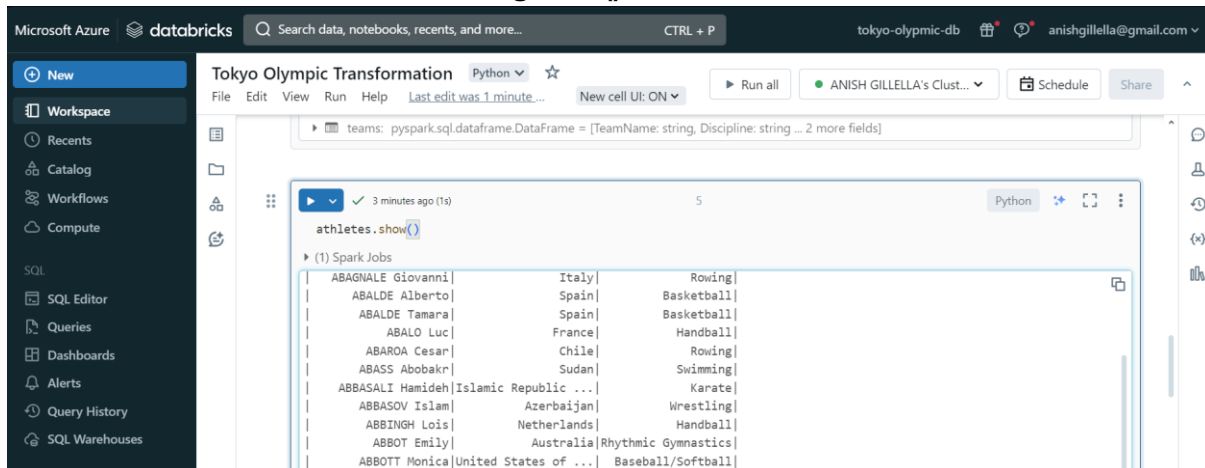 Microsoft Azure databricks Search data, notebooks, recents, and more... CTRL + P tokyo-olypmic-db anishgillella@gmail.com
New
Workspace
Recents
Catalog
Workflows
Compute
SQL
SQL Editor
Queries
Dashboards
Alerts
Query History
SQL Warehouses
Tokyo Olympic Transformation Python
File Edit View Run Help Last edit was 1 minute ... New cell UI: ON
Run all ANISH GILLELLA's Clust... Schedule Share
teams: pyspark.sql.dataframe.DataFrame = [TeamName: string, Discipline: string ... 2 more fields]
3 minutes ago (1s) 5 Python
athletes.show()
(1) Spark Jobs
| ABAGNALE Giovanni| Italy| Rowing|
| ABALDE Alberto| Spain| Basketball|
| ABALDE Tamara| Spain| Basketball|
| ABALO Luc| France| Handball|
| ABAROA Cesar| Chile| Rowing|
| ABASS Abobakr| Sudan| Swimming|
| ABBASALI Hamideh|Islamic Republic ...| Karate|
| ABBASOV Islam| Azerbaijan| Wrestling|
| ABBINGH Lois| Netherlands| Handball|
| ABBOT Emily| Australia|Rhythmic Gymnastics|
| ABBOTT Monica|United States of ...| Baseball/Softball|